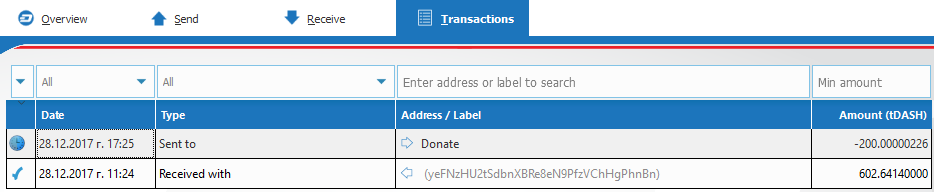 Overview Send Receive Transactions
All All Enter address or label to search Min amount
Date Type Address / Label Amount (tDASH)
28.12.2017 г. 17:25 Sent to Donate -200.00000226
28.12.2017 г. 11:24 Received with (yeFNzHU2tSdbnXBRe8eN9PfzVChHgPhnBn) 602.64140000